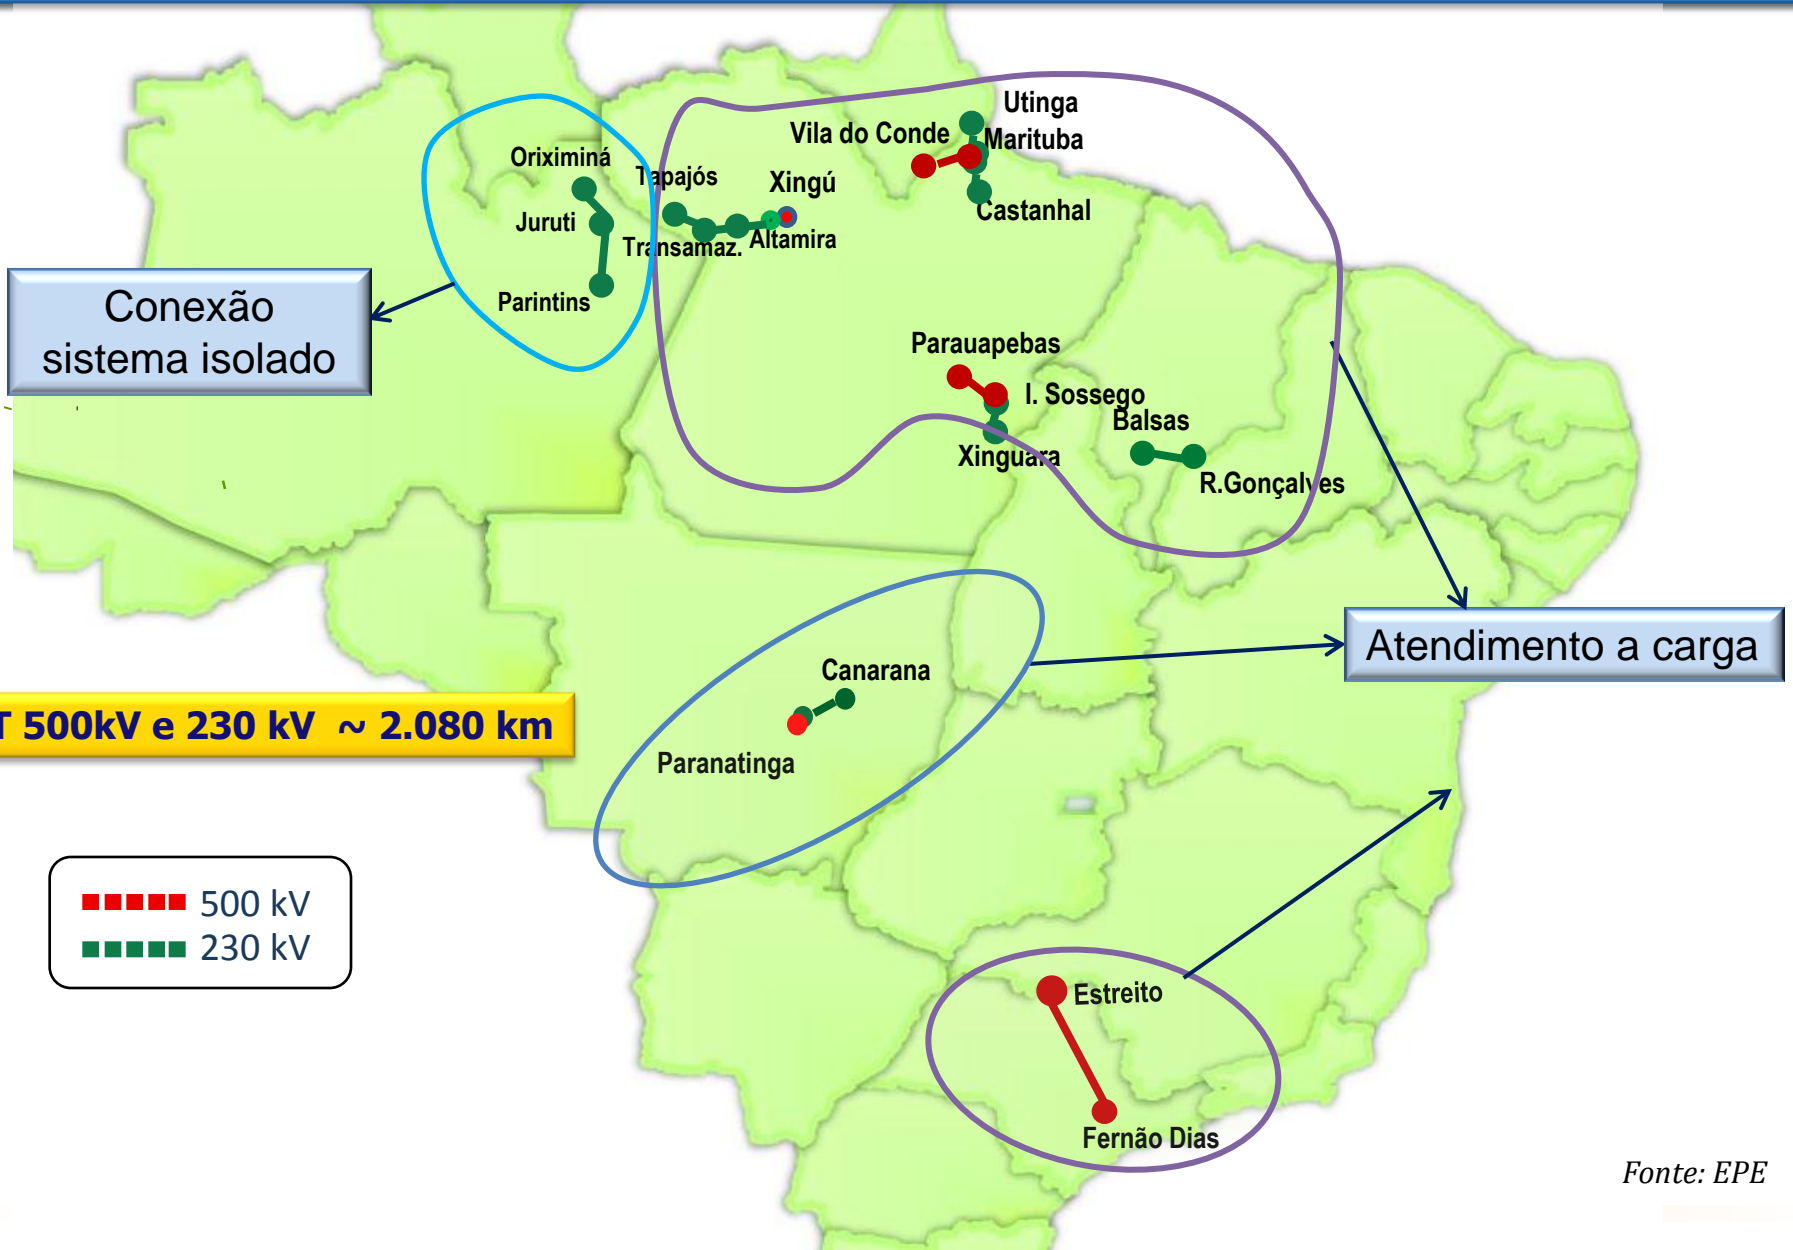 Utinga
Vila do Conde
Marituba
Oriximiná
Tapajós
Xingú
Castanhal
Juruti
Transamaz.
Altamira
Parintins
Conexão
sistema isolado
Parauapebas
I. Sossego
Balsas
Xinguara
R.Gonçalves
Atendimento a carga
Canarana
T 500kV e 230 kV ~ 2.080 km
Paranatinga
500 kV
230 kV
Estreito
Fernão Dias
Fonte: EPE